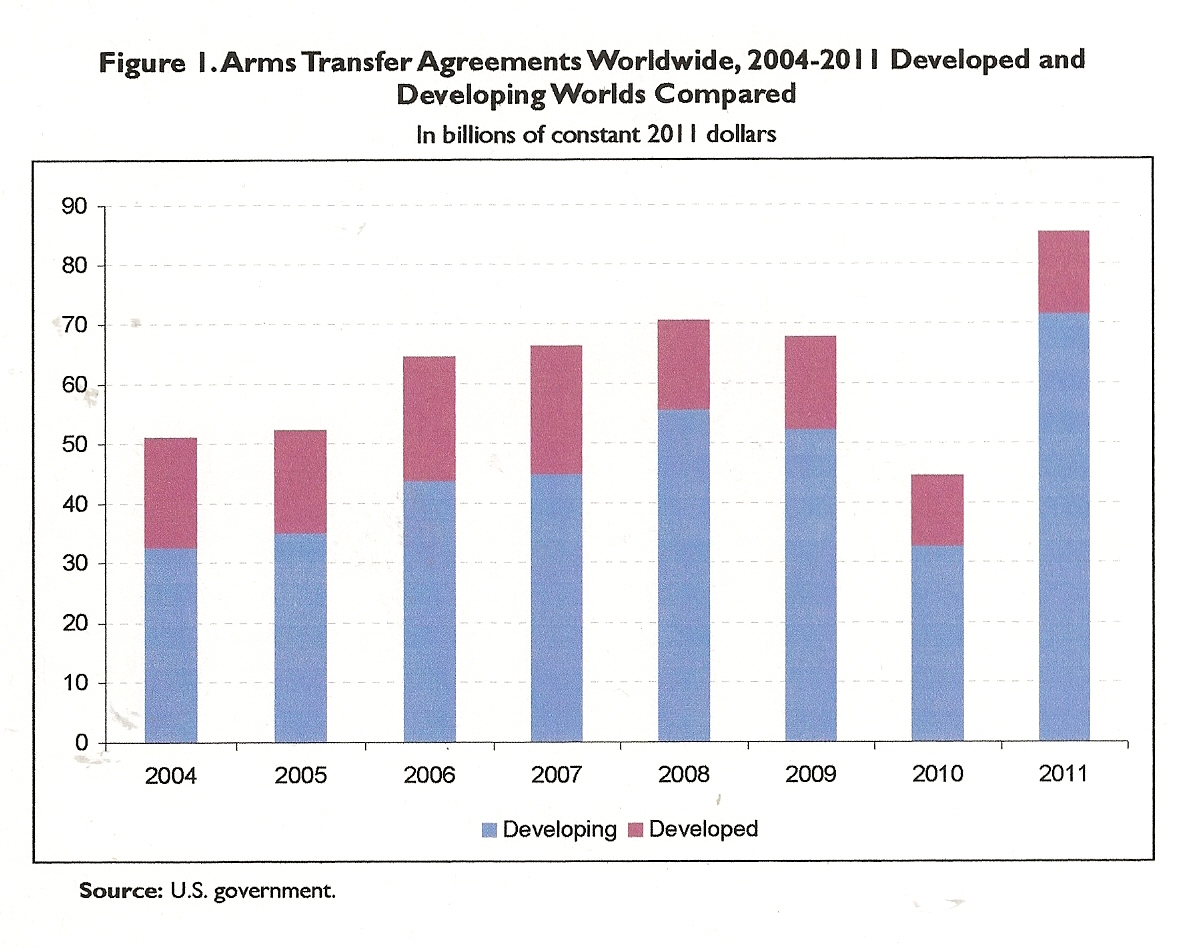 Figure 1. Arms Transfer Agreements Worldwide, 2004-2011 Developed and
Developing Worlds Compared
In billions of constant 2011 dollars
90
80
70
60
50
40
30
20
10
0
2004 2005 2006 2007 2008 2009 2010 2011
Developing Developed
Source: U.S. government.